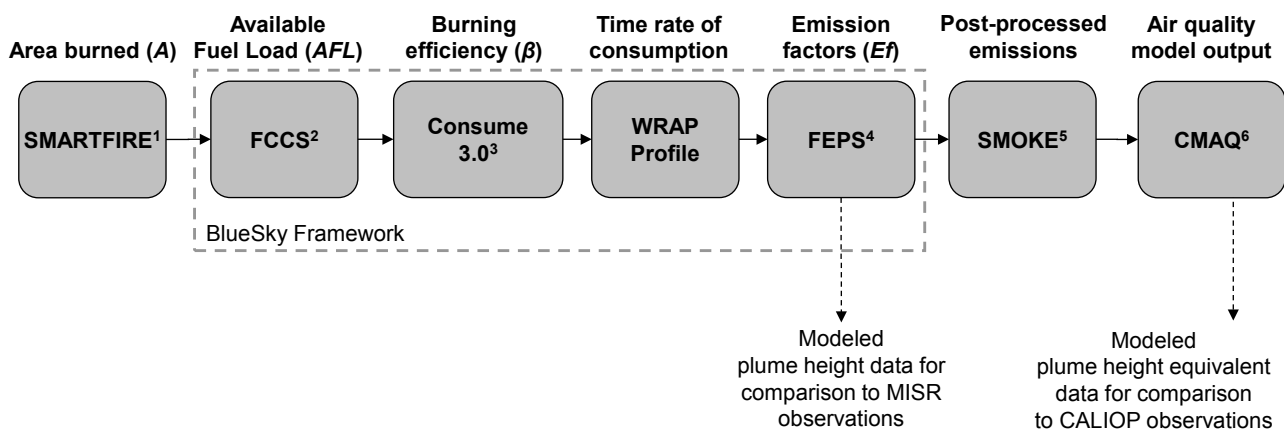 Area burned (A)
Available
Fuel Load (AFL)
Burning
efficiency (β)
Time rate of
consumption
Emission
factors (Ef)
Post-processed
emissions
Air quality
model output
SMARTFIRE¹
FCCS²
Consume
3.0³
WRAP
Profile
FEPS⁴
SMOKE⁵
CMAQ⁶
BlueSky Framework
Modeled
plume height data for
comparison to MISR
observations
Modeled
plume height equivalent
data for comparison
to CALIOP observations